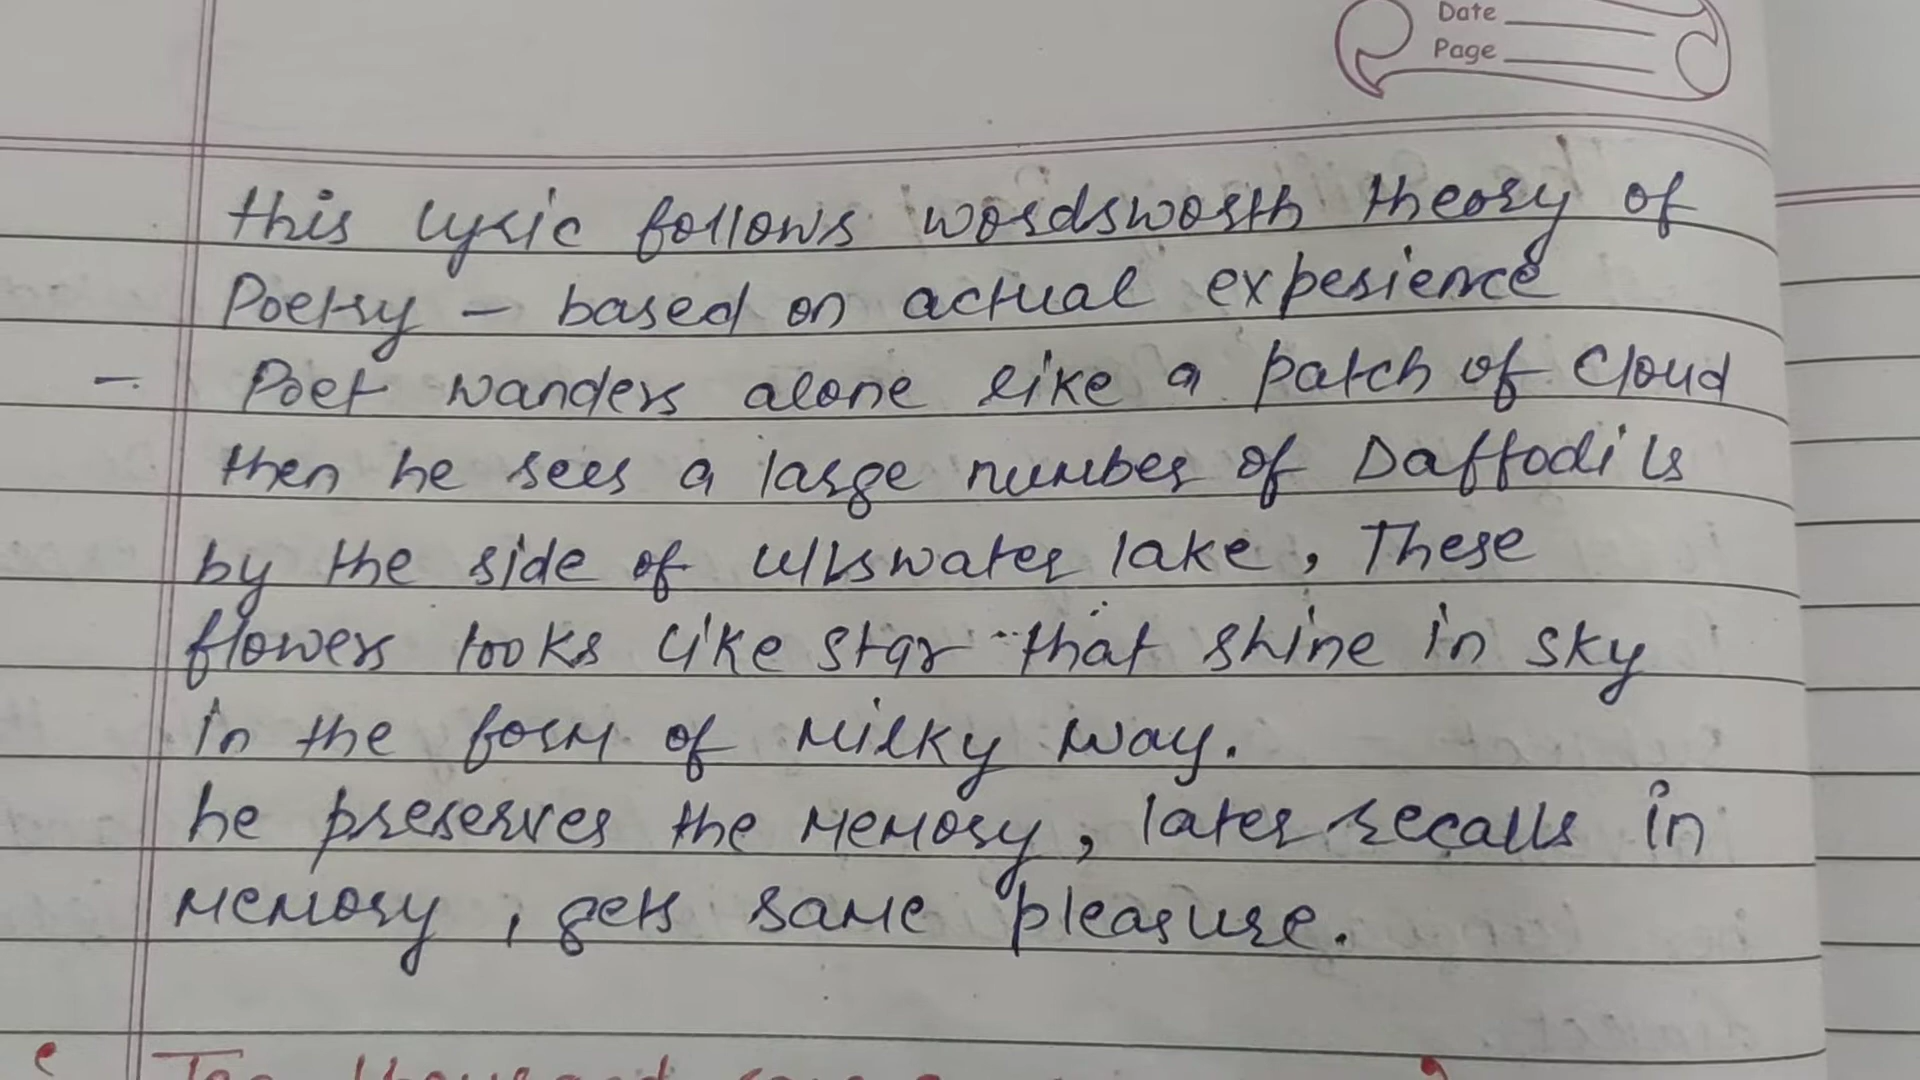 Date
Page
this lyric follows wordsworth theory of
Poetry – based on actual experience
– Poet wanders alone like a patch of Cloud
then he sees a large number of Daffodils
by the side of Ullswater lake, These
flowers looks like star that shine in sky
in the form of Milky Way.
he preserves the memory, later recalls in
memory, gets same pleasure.
Ten thousand